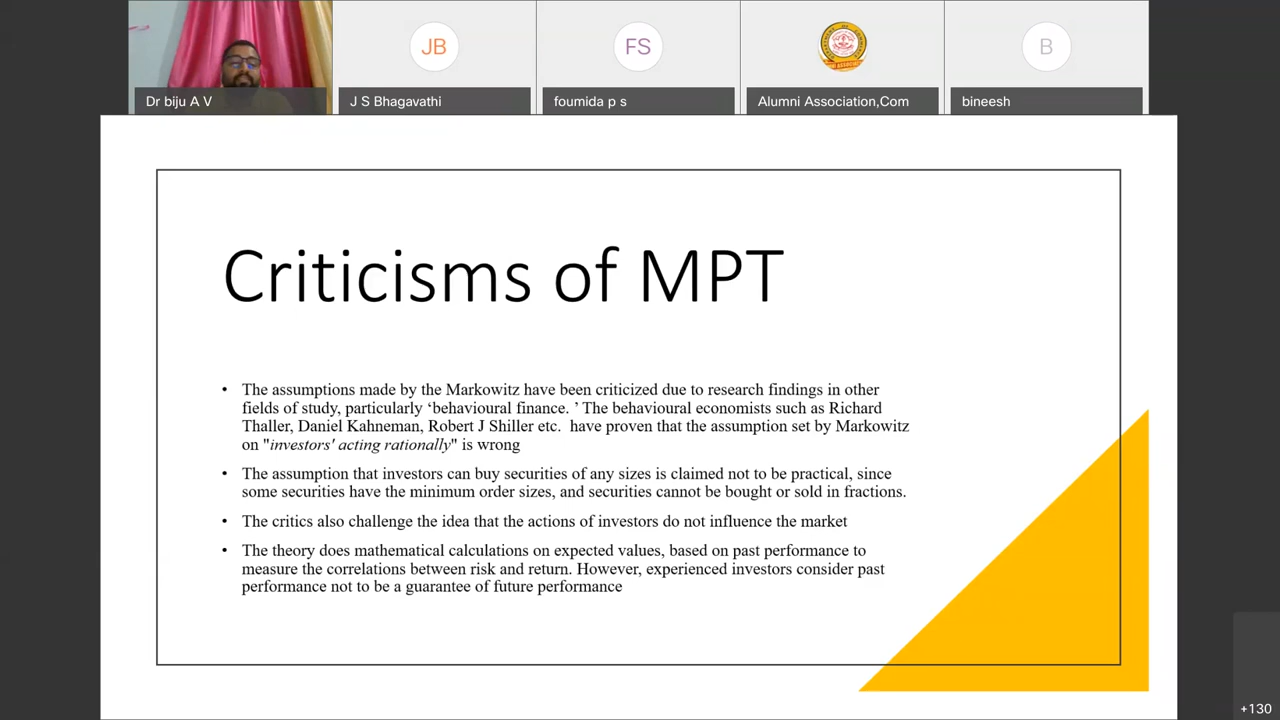 JB
FS
B
Dr biju A V
J S Bhagavathi
foumida p s
Alumni Association,Com
bineesh
Criticisms of MPT
• The assumptions made by the Markowitz have been criticized due to research findings in other
fields of study, particularly ‘behavioural finance. ’ The behavioural economists such as Richard
Thaller, Daniel Kahneman, Robert J Shiller etc.  have proven that the assumption set by Markowitz
on "investors' acting rationally" is wrong
• The assumption that investors can buy securities of any sizes is claimed not to be practical, since
some securities have the minimum order sizes, and securities cannot be bought or sold in fractions.
• The critics also challenge the idea that the actions of investors do not influence the market
• The theory does mathematical calculations on expected values, based on past performance to
measure the correlations between risk and return. However, experienced investors consider past
performance not to be a guarantee of future performance
+130